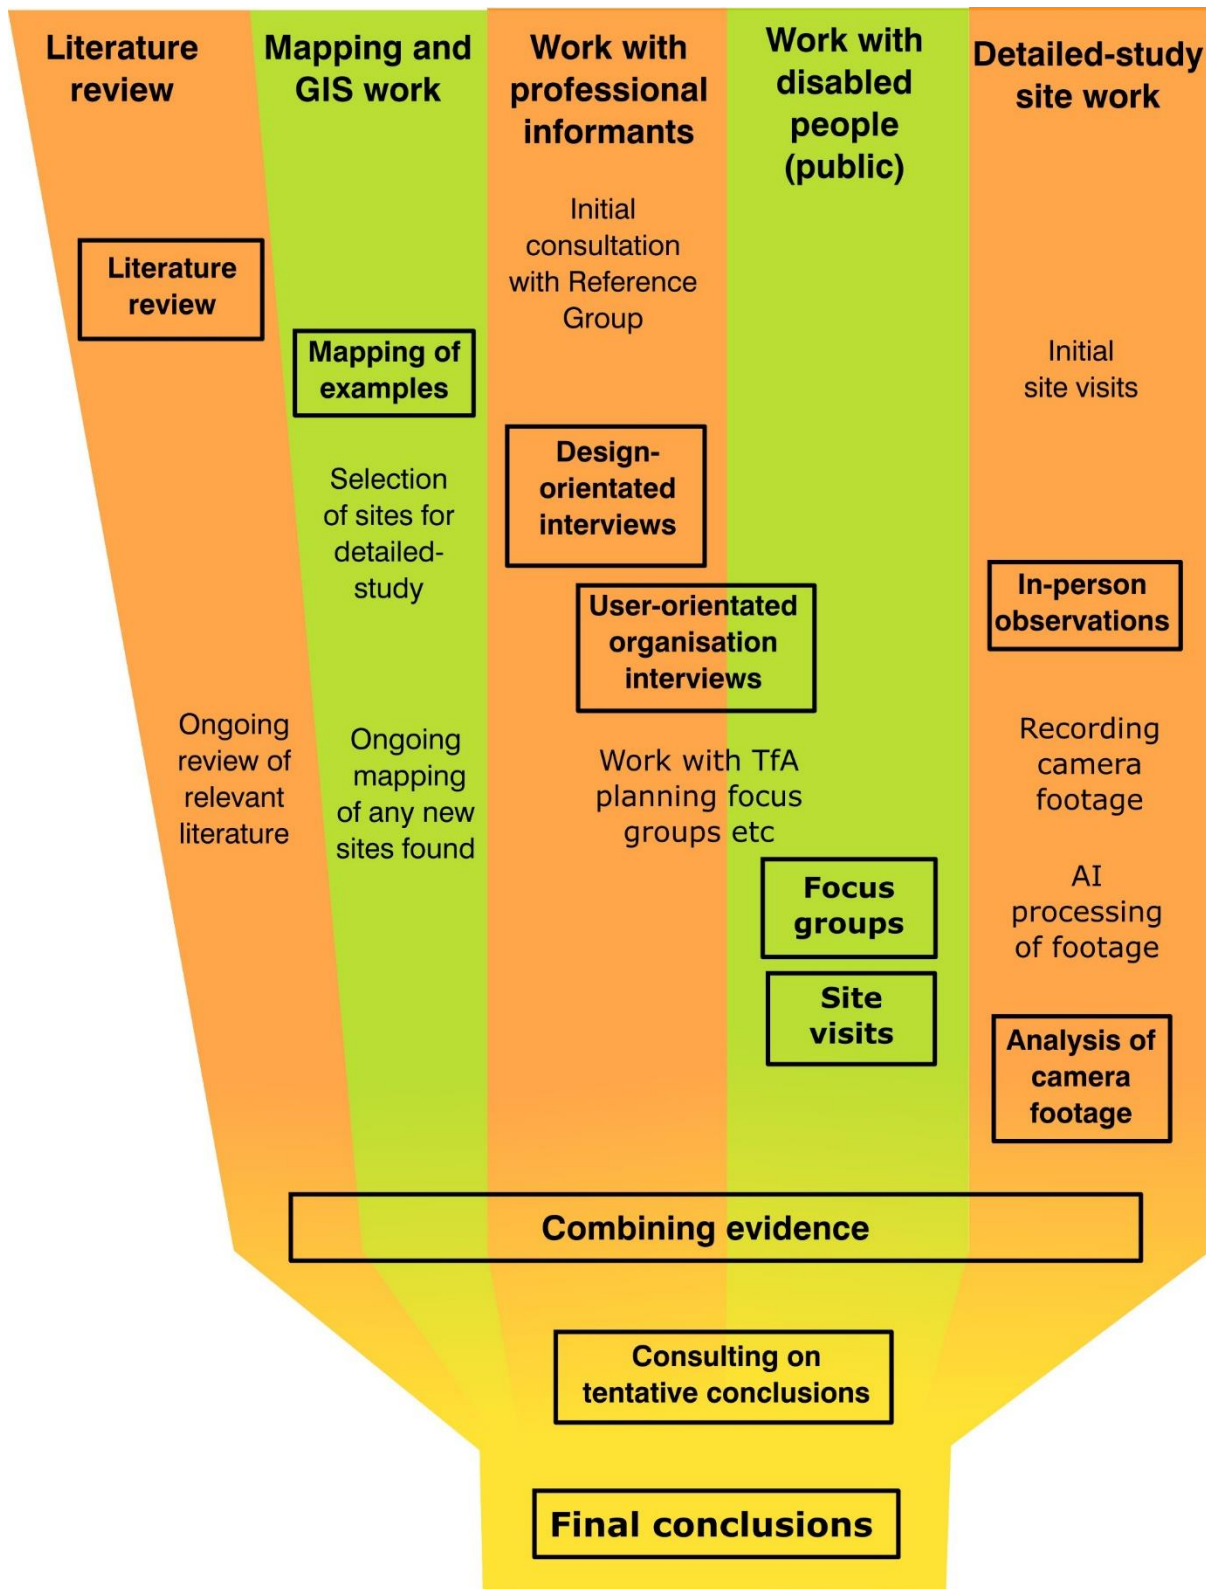 Literature
review
Mapping and
GIS work
Work with
professional
informants
Work with
disabled
people
(public)
Detailed-study
site work
Literature
review
Mapping of
examples
Selection
of sites for
detailed-
study
Initial
consultation
with Reference
Group
Design-
orientated
interviews
User-orientated
organisation
interviews
Initial
site visits
In-person
observations
Ongoing
review of
relevant
literature
Ongoing
mapping
of any new
sites found
Work with TfA
planning focus
groups etc
Focus
groups
Site
visits
Recording
camera
footage
AI
processing
of footage
Analysis of
camera
footage
Combining evidence
Consulting on
tentative conclusions
Final conclusions